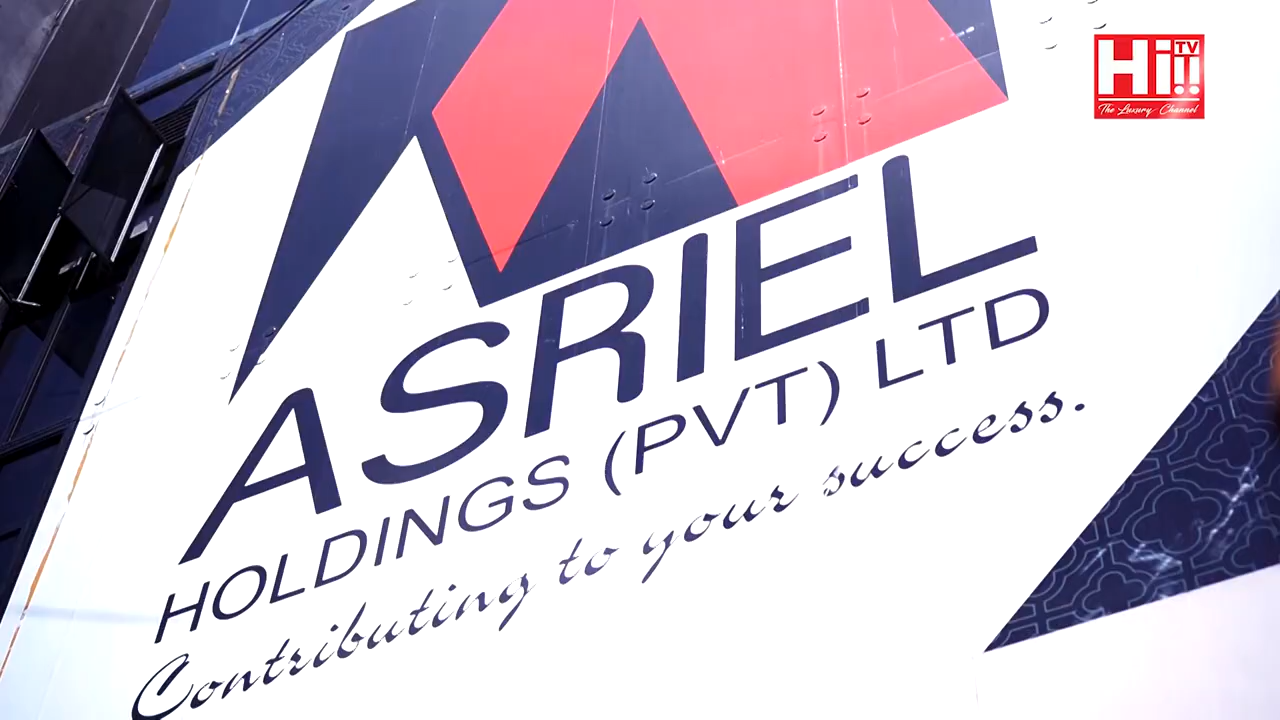 Hi!!
TV
The Luxury Channel
ASRIEL
HOLDINGS (PVT) LTD
Contributing to your success.